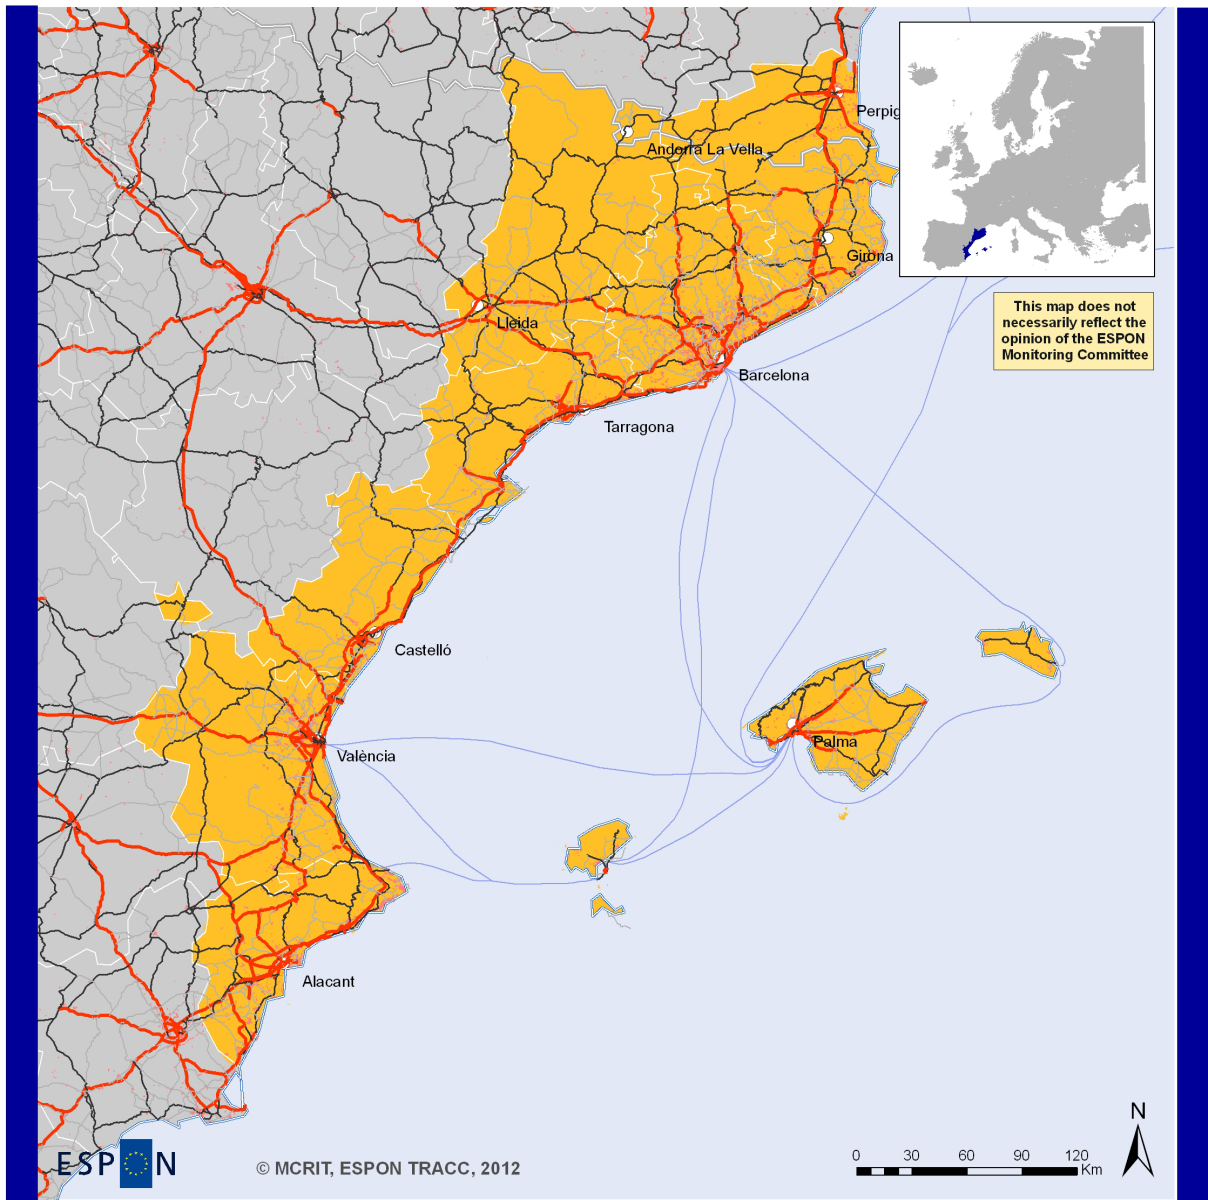 Perpig
Andorra La Vella
Girona
This map does not
necessarily reflect the
opinion of the ESPON
Monitoring Committee
Lleida
Barcelona
Tarragona
Castelló
Palma
València
Alacant
N
ESPON
© MCRIT, ESPON TRACC, 2012
0 30 60 90 120
Km